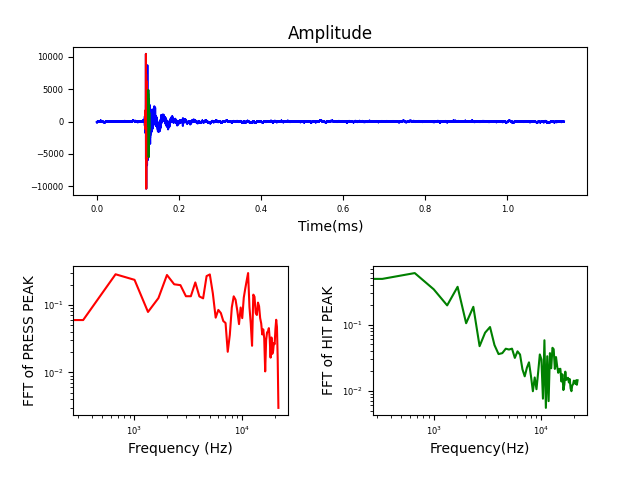 Amplitude
10000
5000
0
−5000
−10000
0.0 0.2 0.4 0.6 0.8 1.0
Time(ms)
FFT of PRESS PEAK
10⁻¹
10⁻²
10³ 10⁴
Frequency (Hz)
FFT of HIT PEAK
10⁻¹
10⁻²
10³ 10⁴
Frequency(Hz)